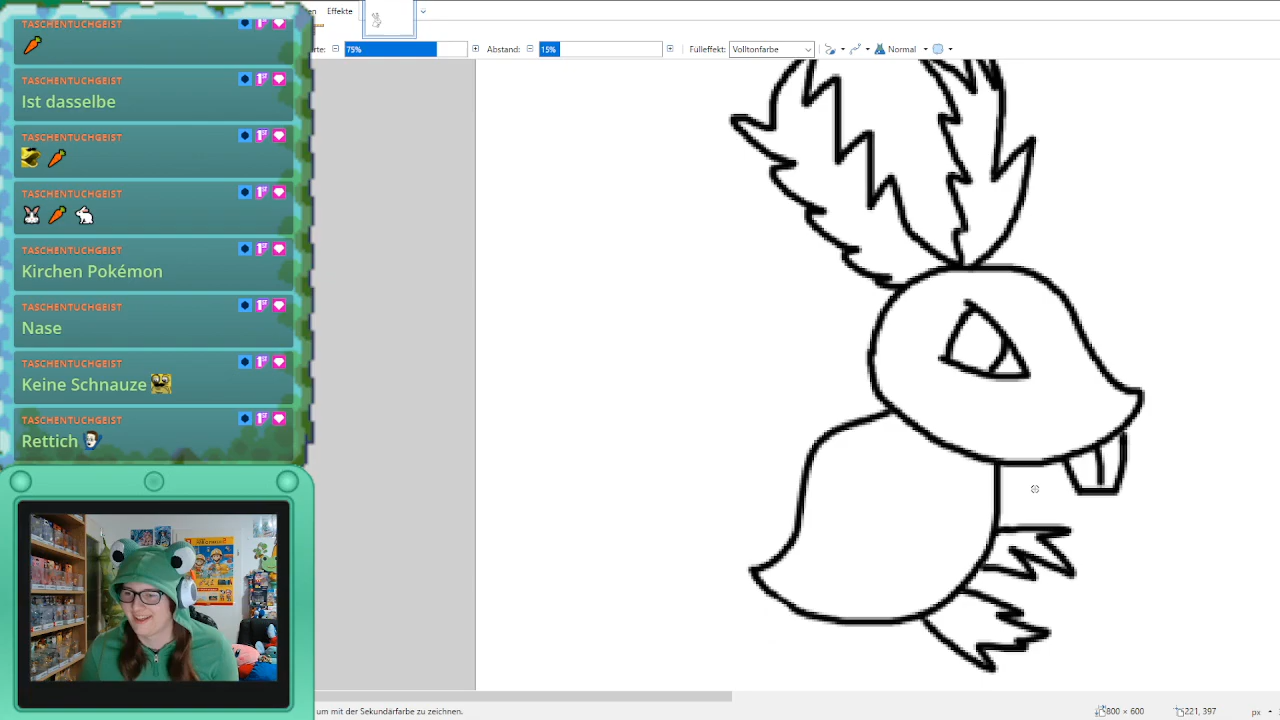 Effekte
TASCHENTUCHGEIST
rte:
75%
Abstand:
15%
Fülleffekt:
Volltonfarbe
Normal
TASCHENTUCHGEIST
Ist dasselbe
TASCHENTUCHGEIST
TASCHENTUCHGEIST
TASCHENTUCHGEIST
Kirchen Pokémon
TASCHENTUCHGEIST
Nase
TASCHENTUCHGEIST
Keine Schnauze
TASCHENTUCHGEIST
Rettich
um mit der Sekundärfarbe zu zeichnen.
800 × 600
221, 397
px